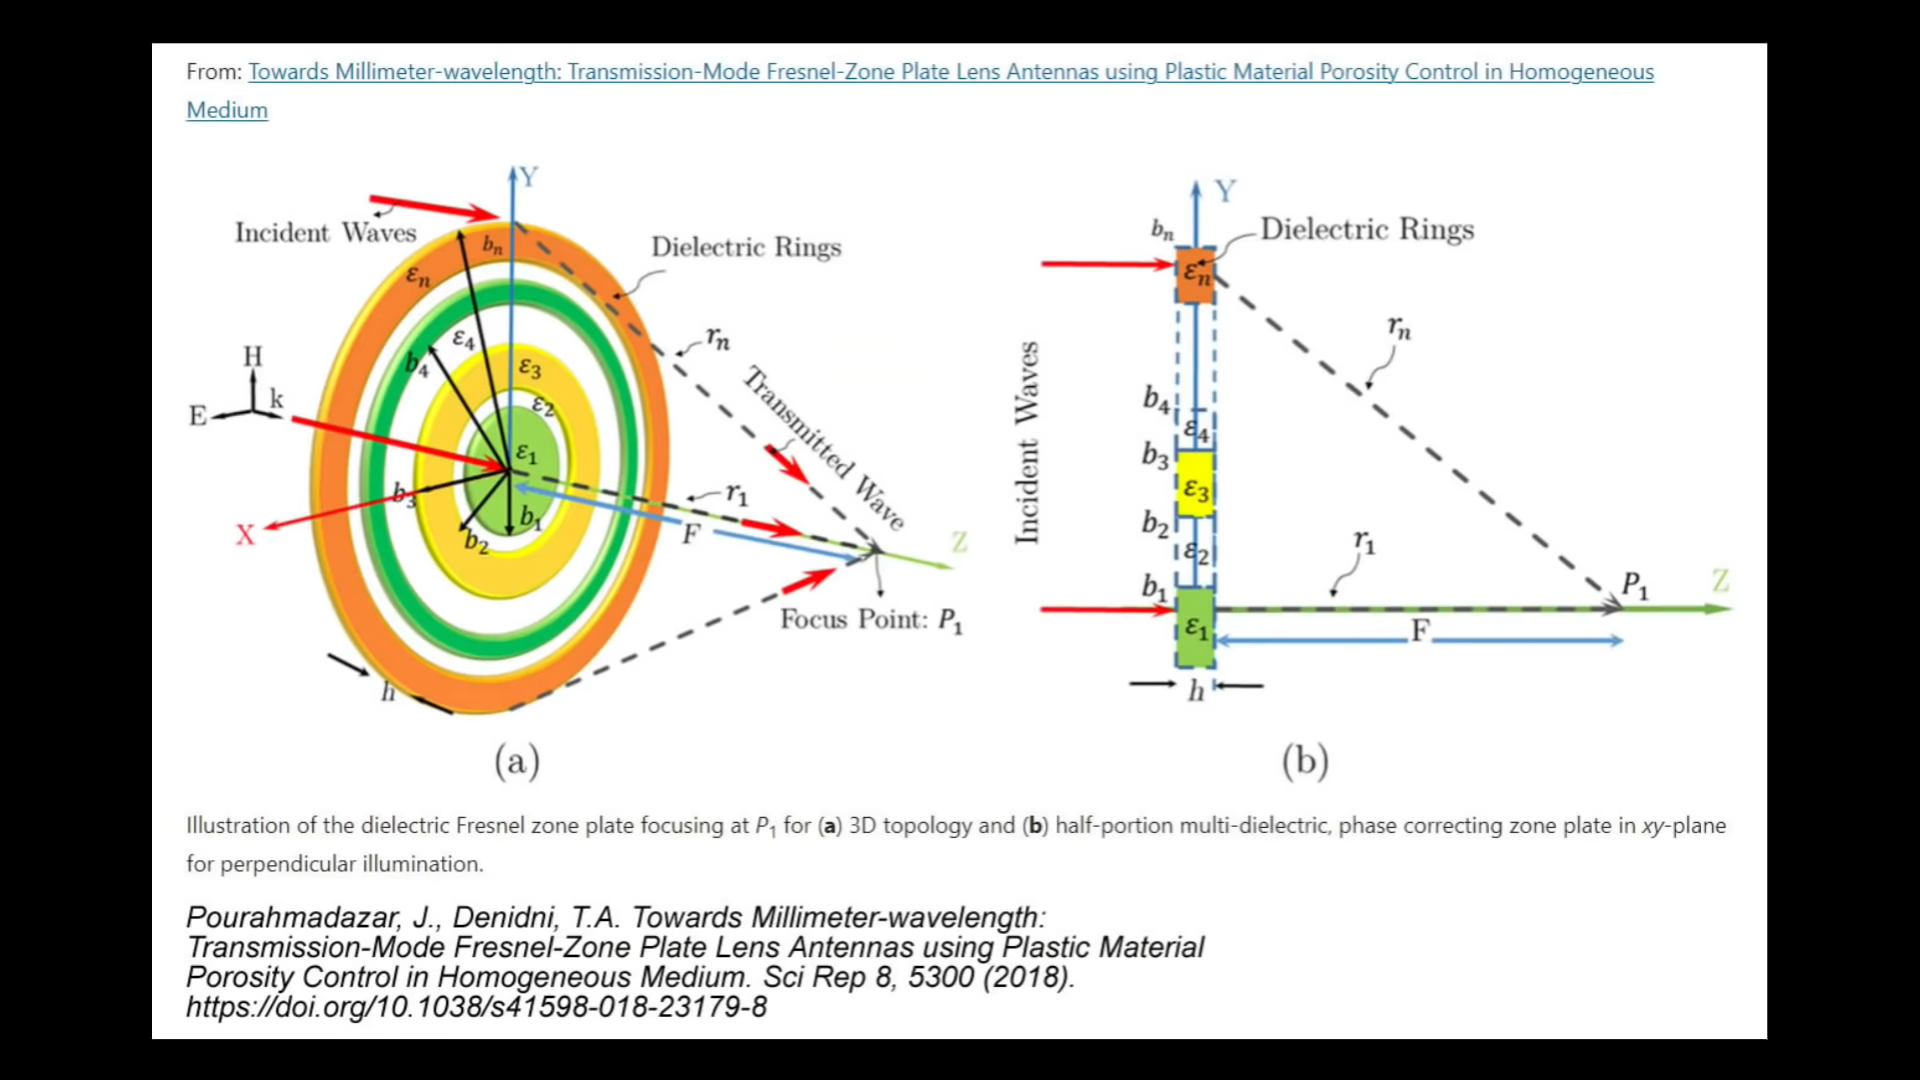 From: Towards Millimeter-wavelength: Transmission-Mode Fresnel-Zone Plate Lens Antennas using Plastic Material Porosity Control in Homogeneous
Medium
Y
Incident Waves
bn
Dielectric Rings
εn
ε4
b4
ε3
ε2
rn
H
k
E
ε1
Transmitted Wave
b3
r1
X
b1
b2
F
Z
Focus Point: P1
h
(a)
Y
bn
Dielectric Rings
εn
rn
Incident Waves
b4
ε4
b3
ε3
b2
ε2
r1
b1
P1
Z
ε1
F
h
(b)
Illustration of the dielectric Fresnel zone plate focusing at P1 for (a) 3D topology and (b) half-portion multi-dielectric, phase correcting zone plate in xy-plane
for perpendicular illumination.
Pourahmadazar, J., Denidni, T.A. Towards Millimeter-wavelength:
Transmission-Mode Fresnel-Zone Plate Lens Antennas using Plastic Material
Porosity Control in Homogeneous Medium. Sci Rep 8, 5300 (2018).
https://doi.org/10.1038/s41598-018-23179-8